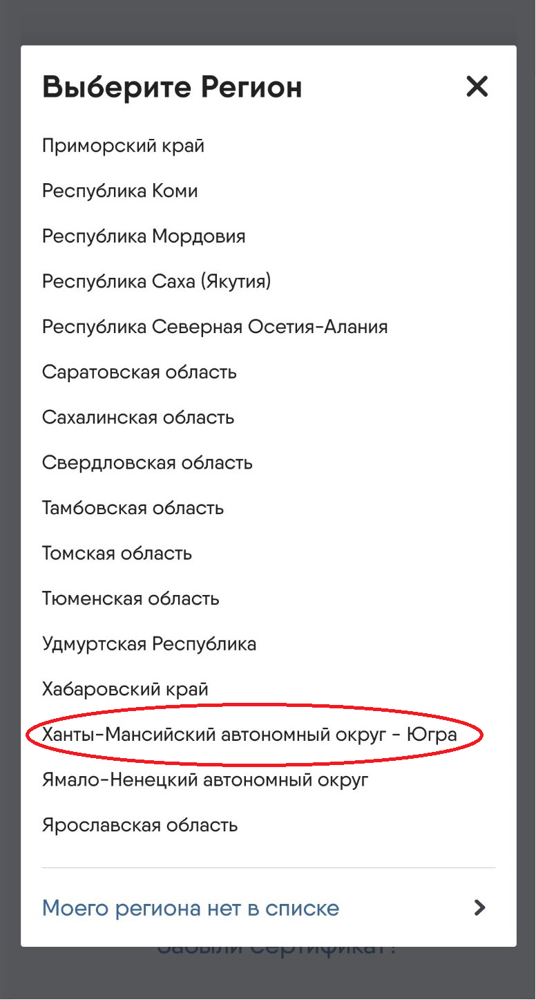 Выберите Регион
Приморский край
Республика Коми
Республика Мордовия
Республика Саха (Якутия)
Республика Северная Осетия-Алания
Саратовская область
Сахалинская область
Свердловская область
Тамбовская область
Томская область
Тюменская область
Удмуртская Республика
Хабаровский край
Ханты-Мансийский автономный округ - Югра
Ямало-Ненецкий автономный округ
Ярославская область
Моего региона нет в списке
Забыли сертификат?